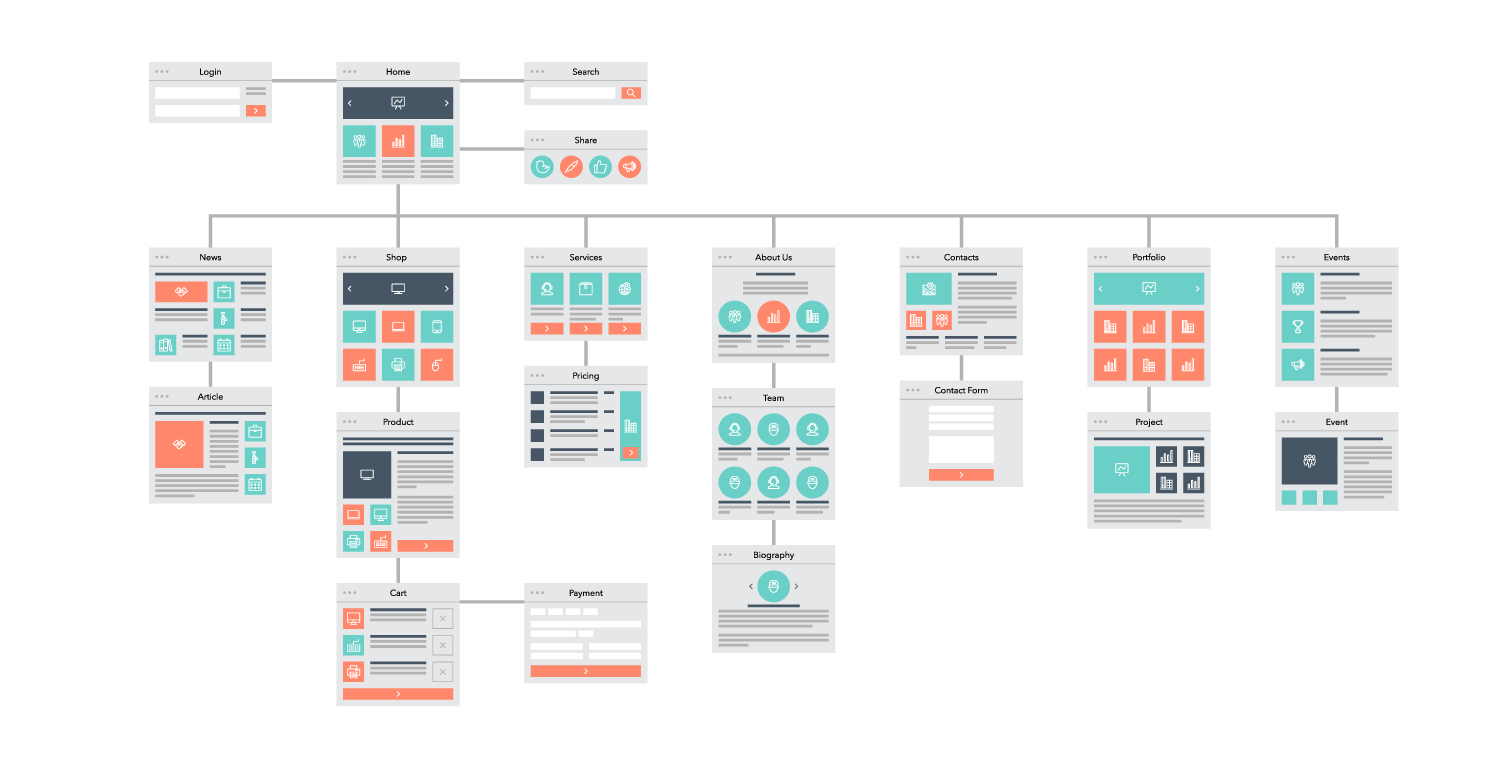 Login
Home
Search
Share
News
Shop
Services
About Us
Contacts
Portfolio
Events
Article
Product
Pricing
Team
Contact Form
Project
Event
Biography
Cart
Payment